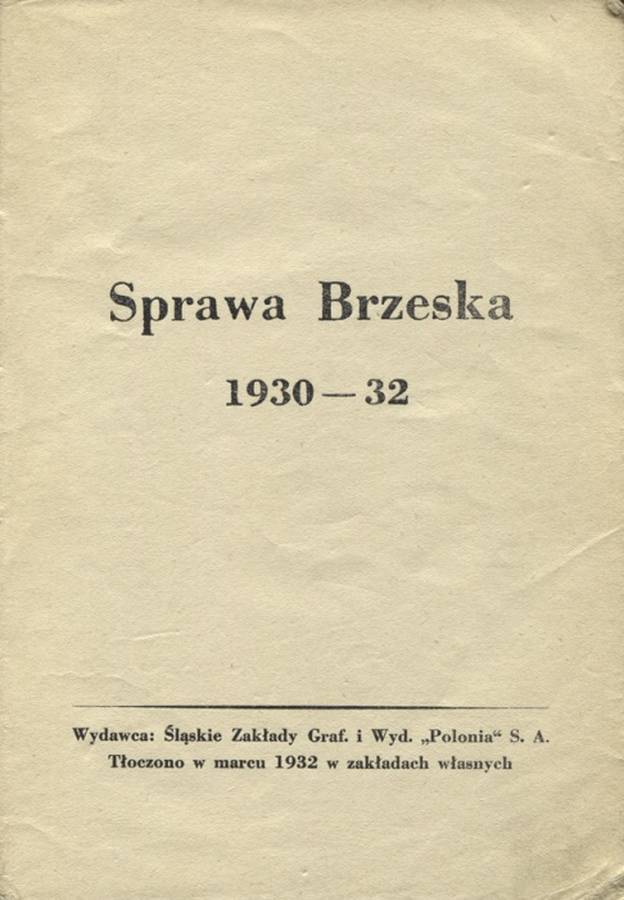 Sprawa Brzeska
1930 — 32
Wydawca: Śląskie Zakłady Graf. i Wyd. „Polonia“ S. A.
Tłoczono w marcu 1932 w zakładach własnych